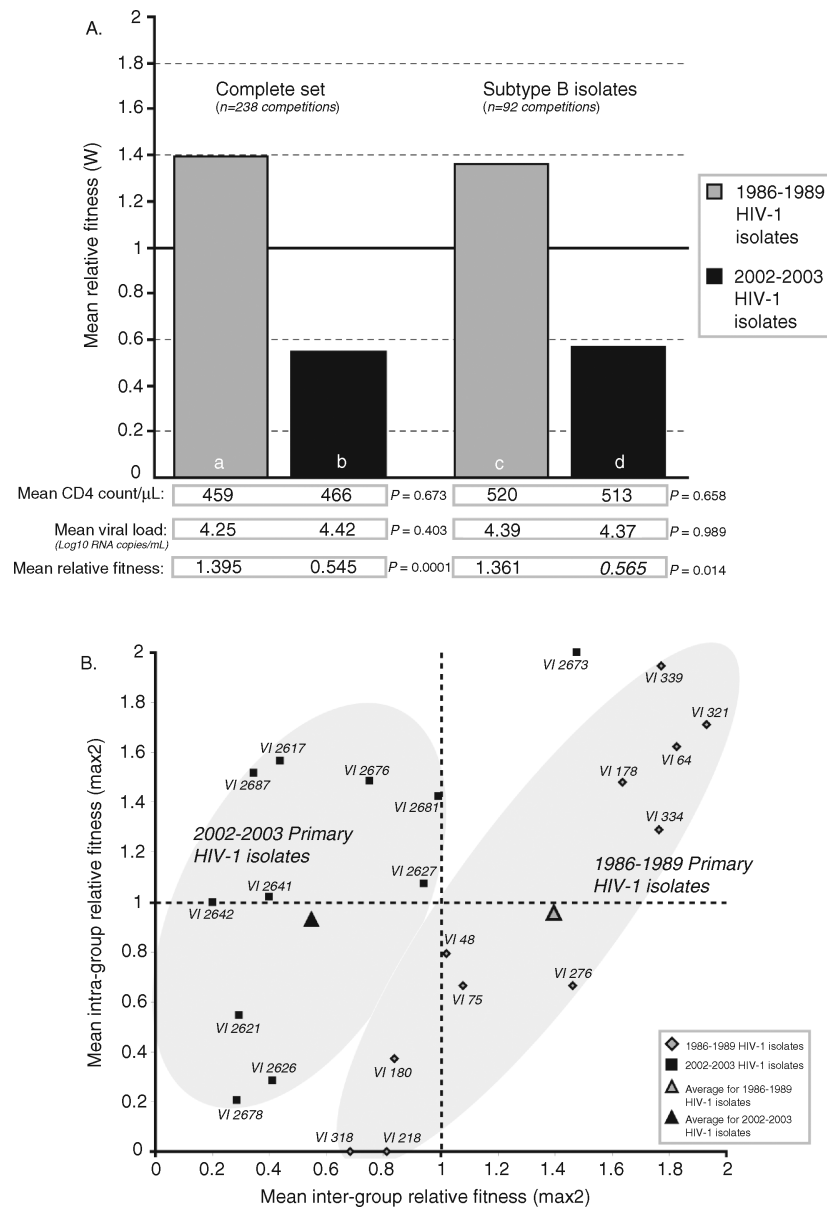 A.
2
1.8
1.6
1.4
1.2
1
0.8
0.6
0.4
0.2
0
Mean relative fitness (W)
Complete set
(n=238 competitions)
Subtype B isolates
(n=92 competitions)
1986-1989
HIV-1
isolates
2002-2003
HIV-1
isolates
a b c d
Mean CD4 count/μL: 459 466 P = 0.673 520 513 P = 0.658
Mean viral load: 4.25 4.42 P = 0.403 4.39 4.37 P = 0.989
(Log10 RNA copies/mL)
Mean relative fitness: 1.395 0.545 P = 0.0001 1.361 0.565 P = 0.014
B.
2
1.8
1.6
1.4
1.2
1
0.8
0.6
0.4
0.2
0
Mean intra-group relative fitness (max2)
VI 2673
VI 339
VI 321
VI 64
VI 178
VI 334
VI 2617
VI 2687
VI 2676
VI 2681
2002-2003 Primary
HIV-1 isolates
1986-1989 Primary
HIV-1 isolates
VI 2627
VI 2641
VI 2642
VI 48
VI 75
VI 276
VI 2621
VI 2626
VI 180
VI 2678
VI 318
VI 218
1986-1989 HIV-1 isolates
2002-2003 HIV-1 isolates
Average for 1986-1989
HIV-1 isolates
Average for 2002-2003
HIV-1 isolates
0 0.2 0.4 0.6 0.8 1 1.2 1.4 1.6 1.8 2
Mean inter-group relative fitness (max2)